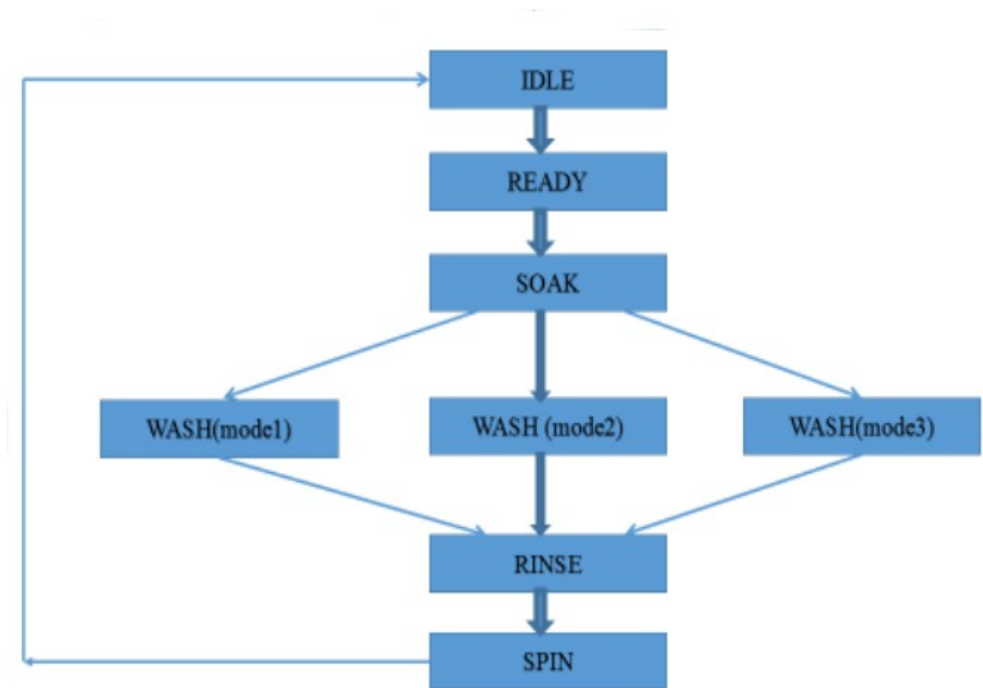 IDLE
READY
SOAK
WASH(mode1)
WASH (mode2)
WASH(mode3)
RINSE
SPIN